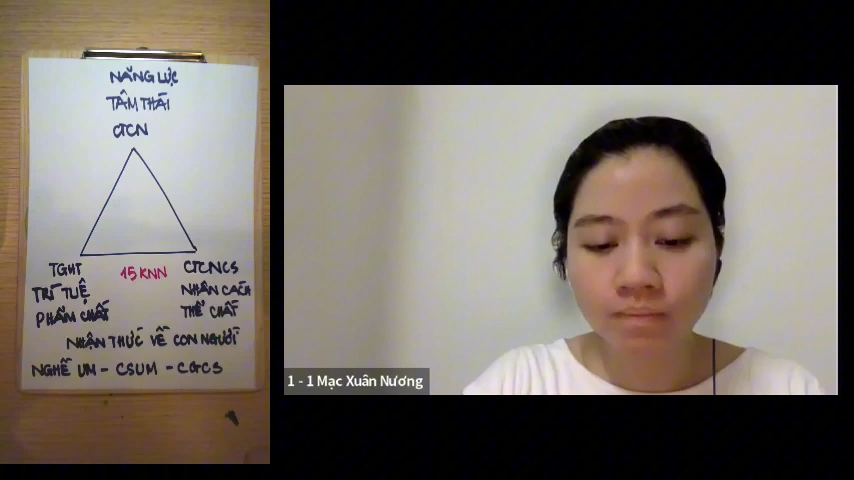 NĂNG LỰC
TÂM THÁI
CTCN
TGHT
15 KNN
CTCNCS
TRÍ TUỆ
NHÂN CÁCH
PHẨM CHẤT
THỂ CHẤT
NHẬN THỨC VỀ CON NGƯỜI
NGHỀ UM - CSUM - CGCS
1 - 1 Mạc Xuân Nương